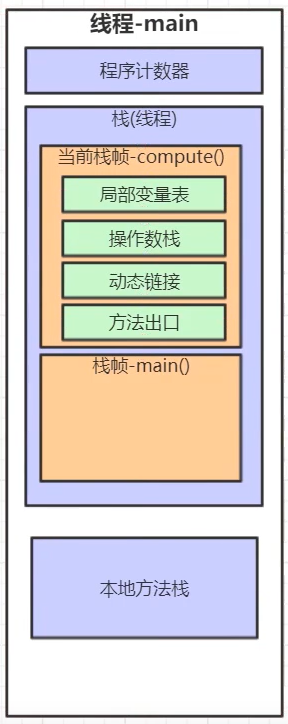 线程-main
程序计数器
栈(线程)
当前栈帧-compute()
局部变量表
操作数栈
动态链接
方法出口
栈帧-main()
本地方法栈